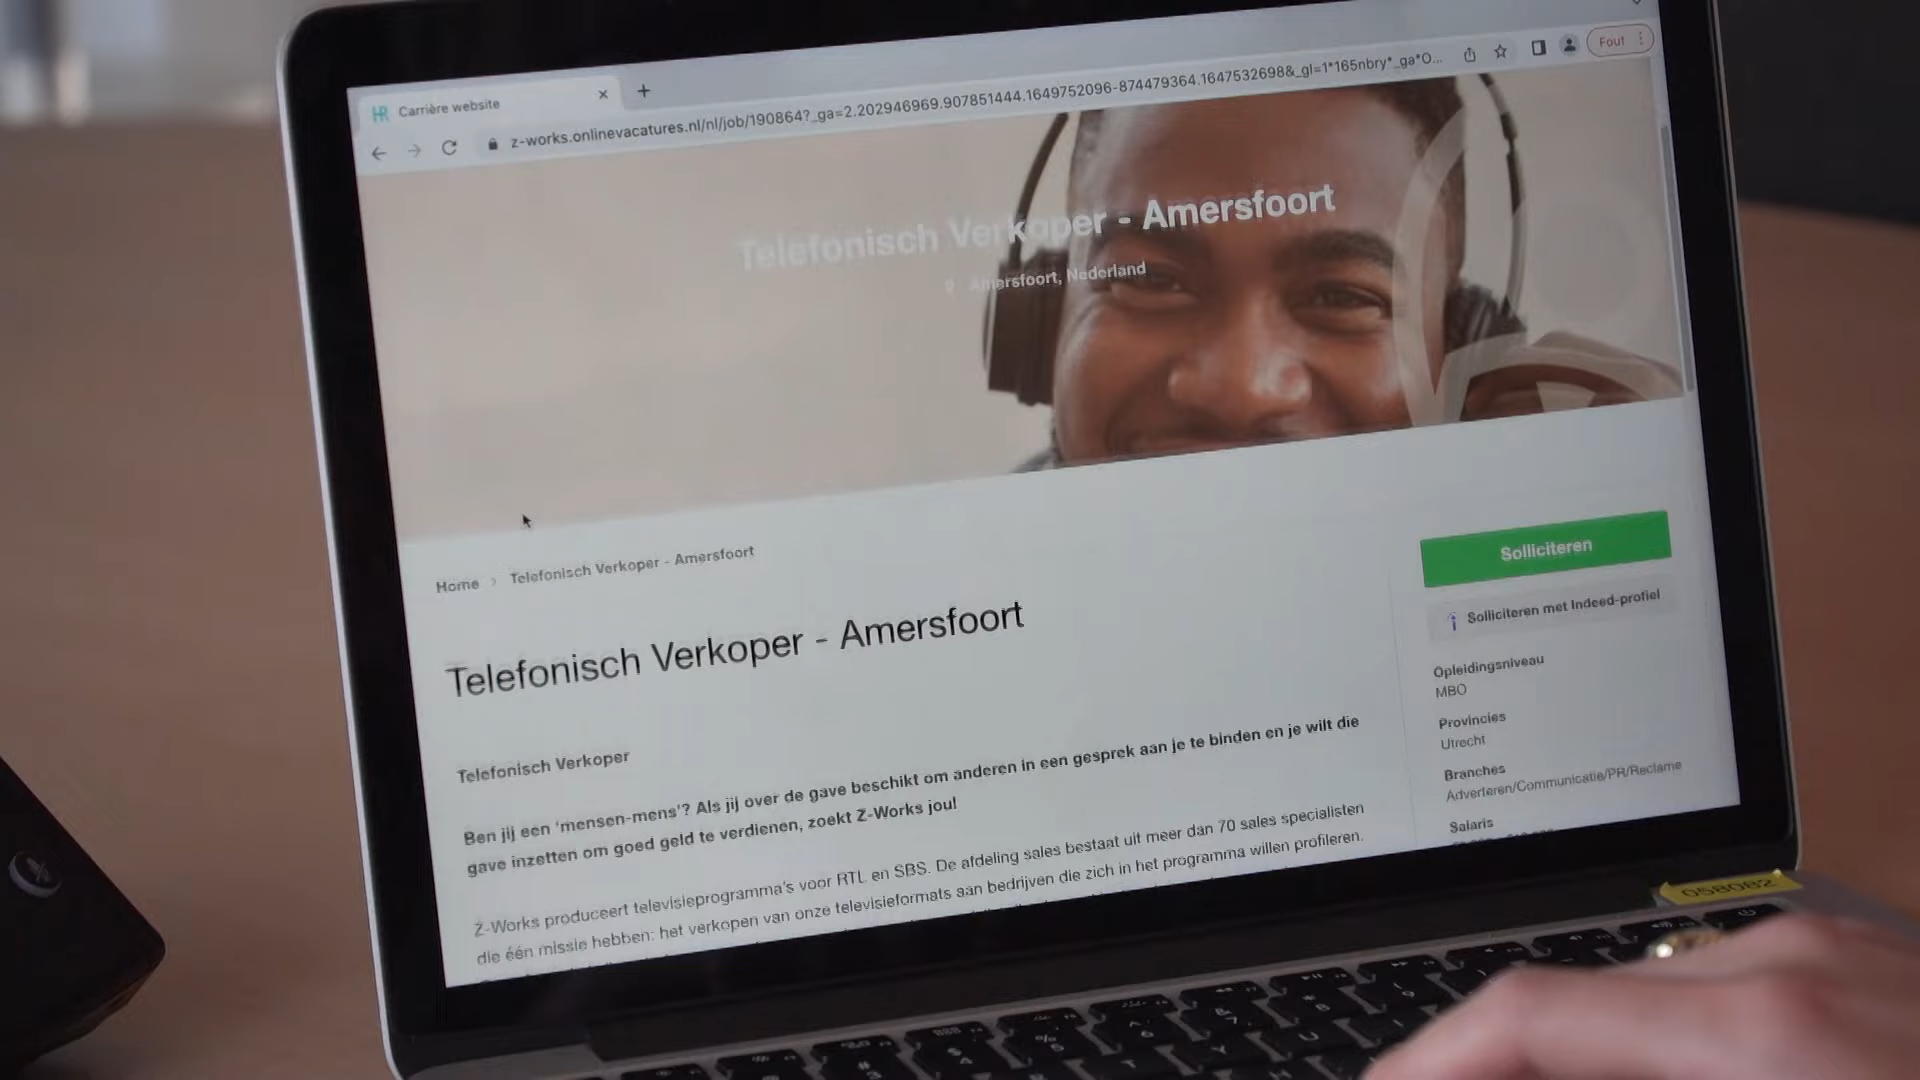 Carrière website
Fout
z-works.onlinevacatures.nl/nl/job/190864?_ga=2.202946969.907851444.1649752096-874479364.1647532698&_gl=1*165nbry*_ga*O...
Telefonisch Verkoper - Amersfoort
Amersfoort, Nederland
Home > Telefonisch Verkoper - Amersfoort
Telefonisch Verkoper - Amersfoort
Telefonisch Verkoper
Ben jij een 'mensen-mens'? Als jij over de gave beschikt om anderen in een gesprek aan je te binden en je wilt die
gave inzetten om goed geld te verdienen, zoekt Z-Works jou!
Z-Works produceert televisieprogramma's voor RTL en SBS. De afdeling sales bestaat uit meer dan 70 sales specialisten
die één missie hebben: het verkopen van onze televisieformats aan bedrijven die zich in het programma willen profileren.
Solliciteren
Solliciteren met Indeed-profiel
Opleidingsniveau
MBO
Provincies
Utrecht
Branches
Adverteren/Communicatie/PR/Reclame
Salaris
058082